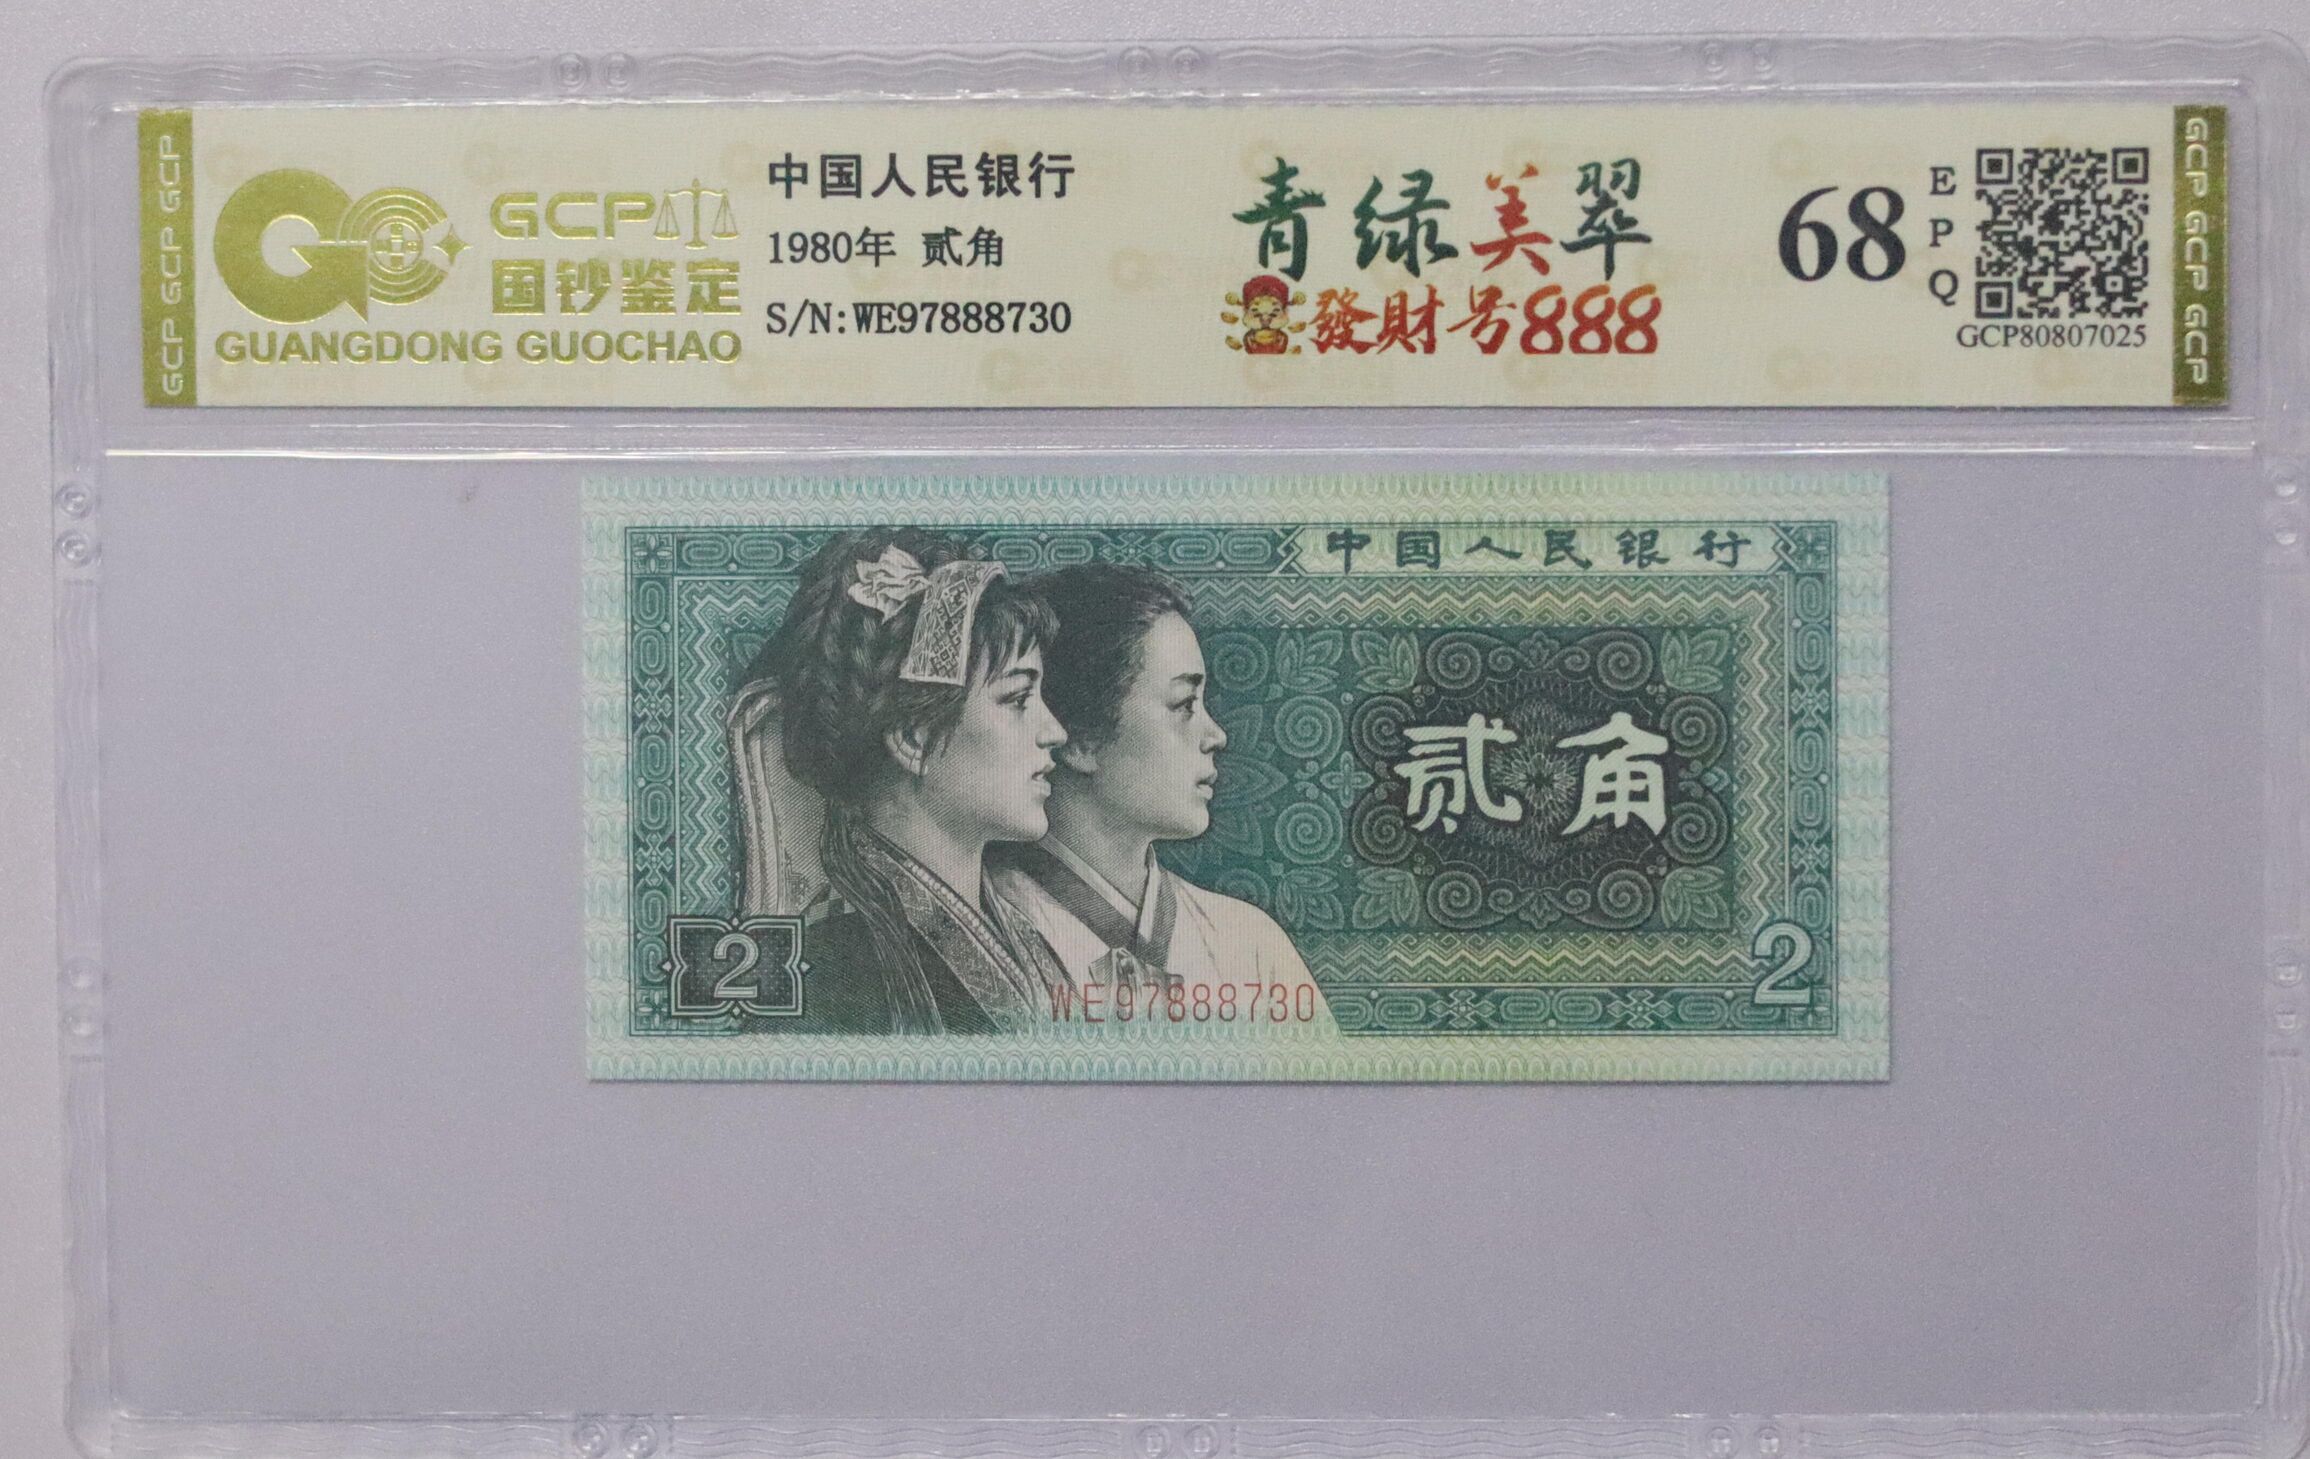 GCP GCP GCP
GCP
国钞鉴定
GUANGDONG GUOCHAO
中国人民银行
1980年 贰角
S/N:WE97888730
青绿美翠
發财号888
68
EPQ
GCP80807025
GCP GCP GCP
中国人民银行
贰角
2
2
WE97888730